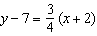 y − 7 = 3/4 (x + 2)